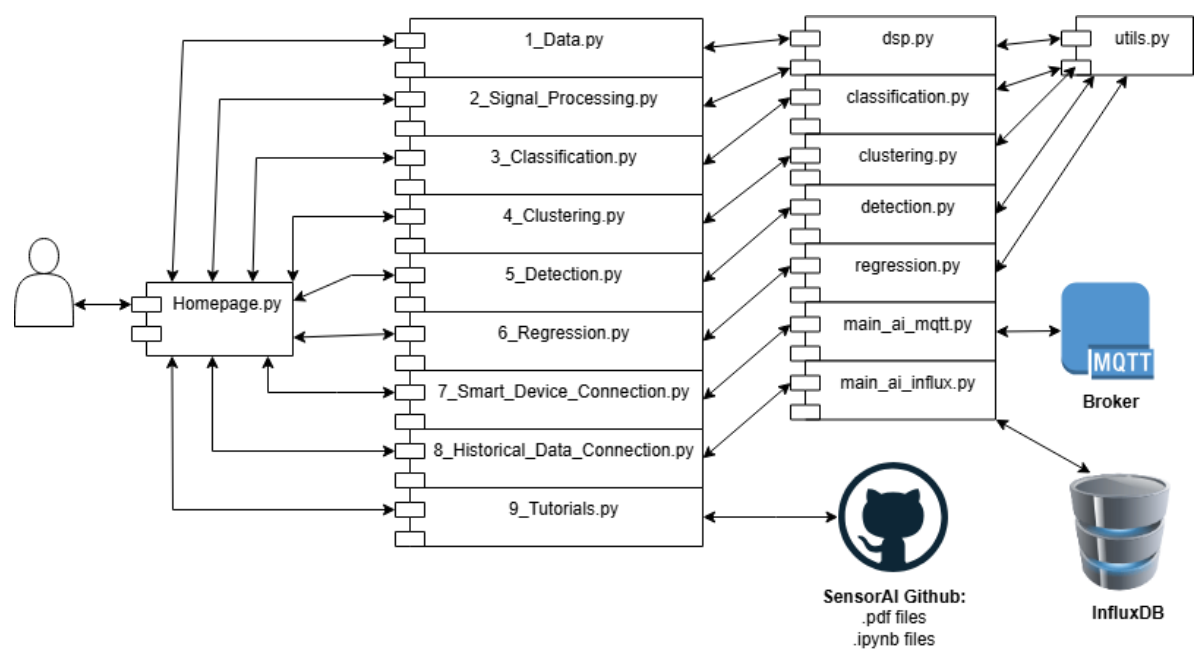 1_Data.py
2_Signal_Processing.py
3_Classification.py
4_Clustering.py
5_Detection.py
6_Regression.py
7_Smart_Device_Connection.py
8_Historical_Data_Connection.py
9_Tutorials.py
Homepage.py
dsp.py
classification.py
clustering.py
detection.py
regression.py
main_ai_mqtt.py
main_ai_influx.py
utils.py
MQTT
Broker
SensorAI Github:
.pdf files
.ipynb files
InfluxDB